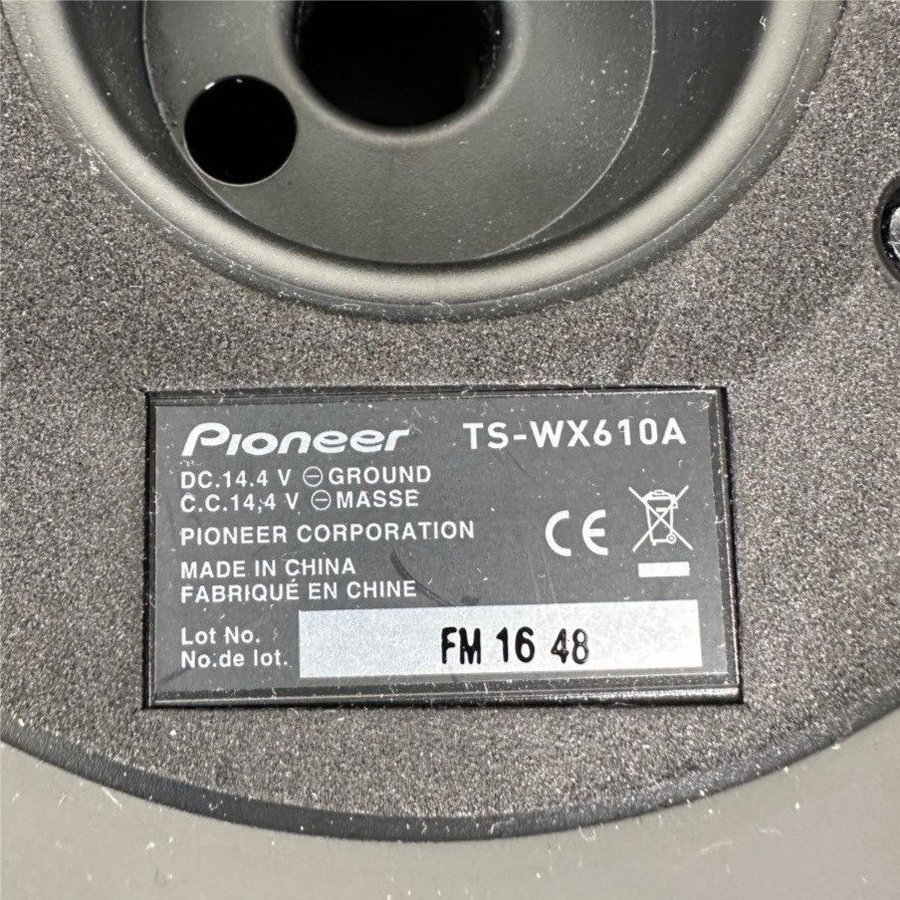 Pioneer TS-WX610A
DC.14.4 V ⊖ GROUND
C.C.14,4 V ⊖ MASSE
PIONEER CORPORATION
CE
MADE IN CHINA
FABRIQUÉ EN CHINE
Lot No.
No.de lot.
FM 16 48